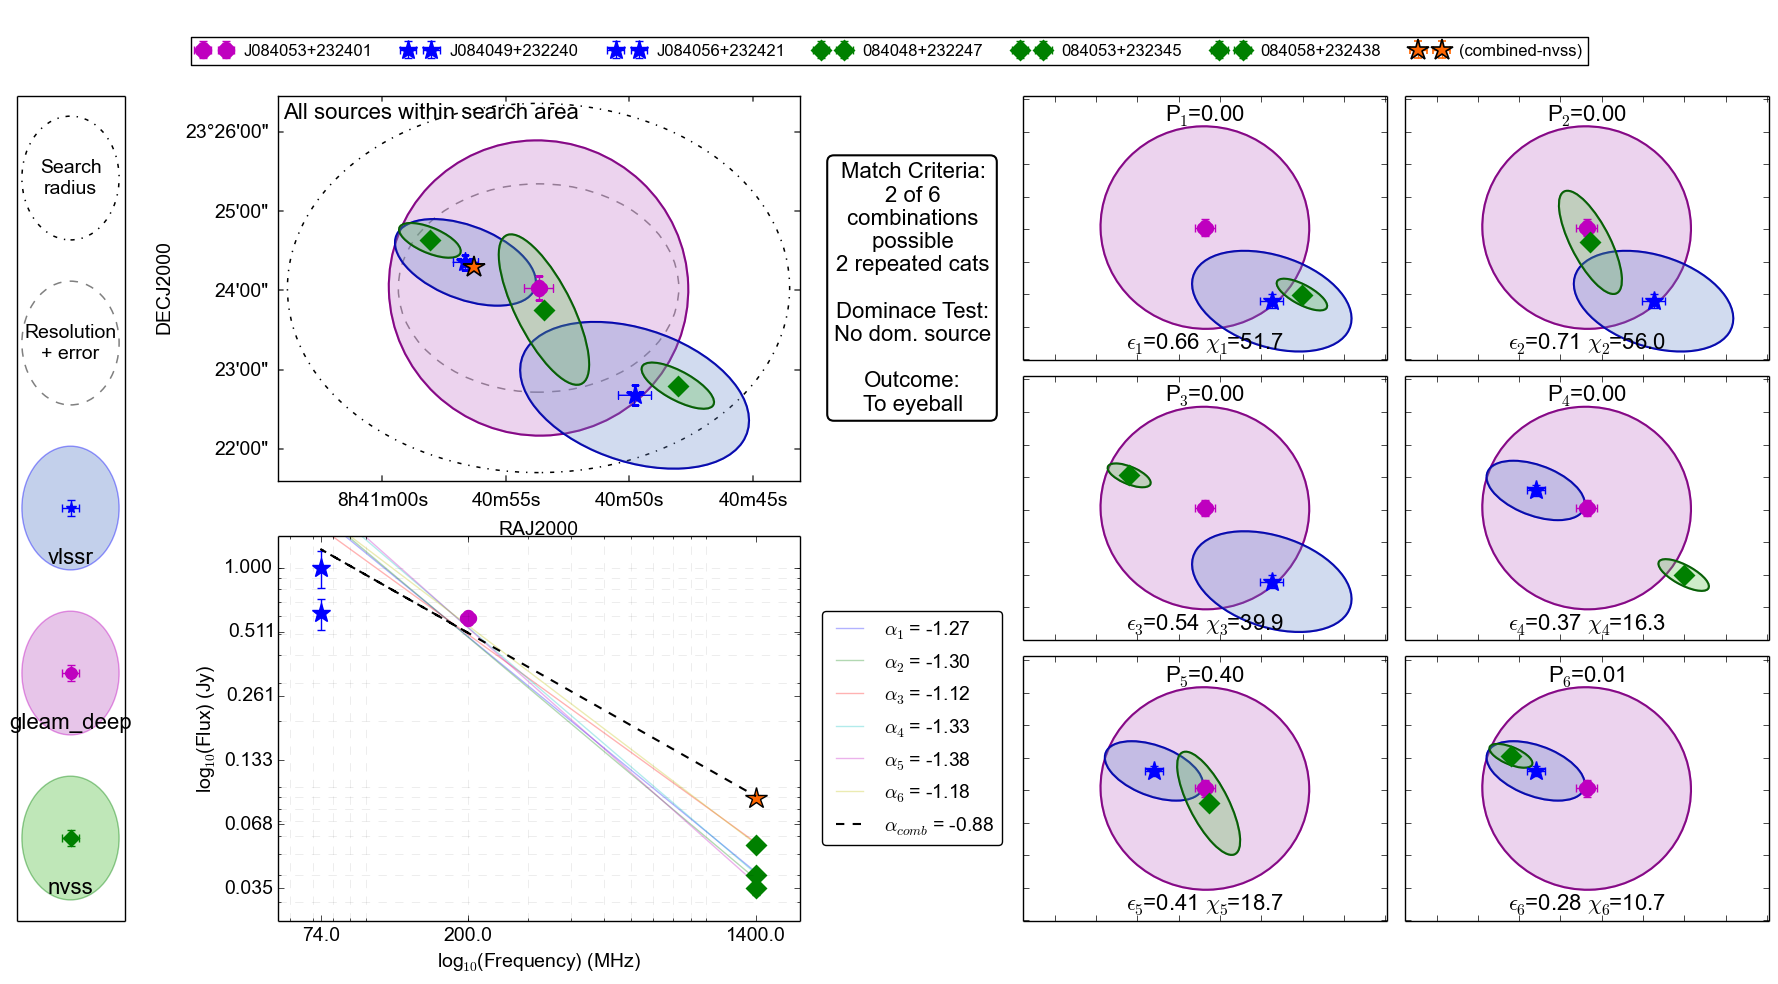 J084053+232401 J084049+232240 J084056+232421 084048+232247 084053+232345 084058+232438 (combined-nvss)
Search
radius
Resolution
+ error
vlssr
gleam_deep
nvss
All sources within search area
DECJ2000
23°26'00"
25'00"
24'00"
23'00"
22'00"
8h41m00s 40m55s 40m50s 40m45s
RAJ2000
Match Criteria:
2 of 6
combinations
possible
2 repeated cats
Dominace Test:
No dom. source
Outcome:
To eyeball
log₁₀(Flux) (Jy)
1.000
0.511
0.261
0.133
0.068
0.035
74.0 200.0 1400.0
log₁₀(Frequency) (MHz)
α₁ = -1.27
α₂ = -1.30
α₃ = -1.12
α₄ = -1.33
α₅ = -1.38
α₆ = -1.18
α_comb = -0.88
P₁=0.00
ϵ₁=0.66 χ₁=51.7
P₂=0.00
ϵ₂=0.71 χ₂=56.0
P₃=0.00
ϵ₃=0.54 χ₃=39.9
P₄=0.00
ϵ₄=0.37 χ₄=16.3
P₅=0.40
ϵ₅=0.41 χ₅=18.7
P₆=0.01
ϵ₆=0.28 χ₆=10.7